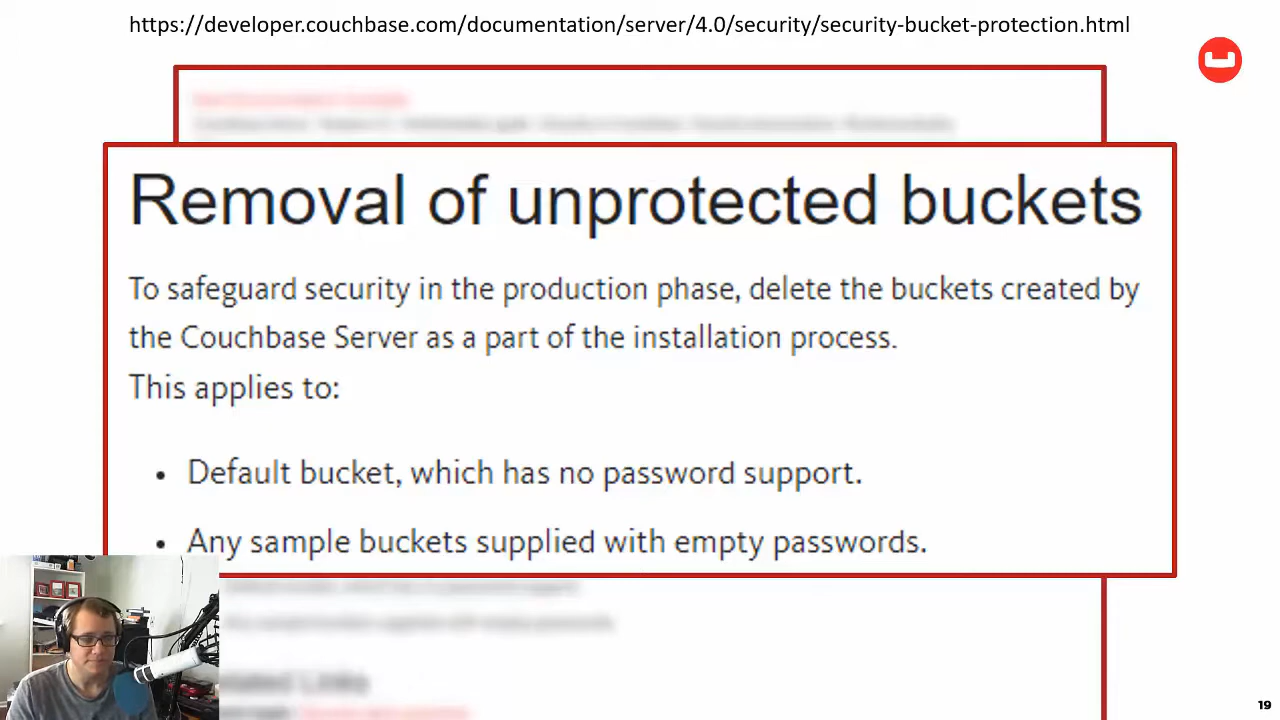 https://developer.couchbase.com/documentation/server/4.0/security/security-bucket-protection.html
Removal of unprotected buckets
To safeguard security in the production phase, delete the buckets created by
the Couchbase Server as a part of the installation process.
This applies to:
• Default bucket, which has no password support.
• Any sample buckets supplied with empty passwords.
19